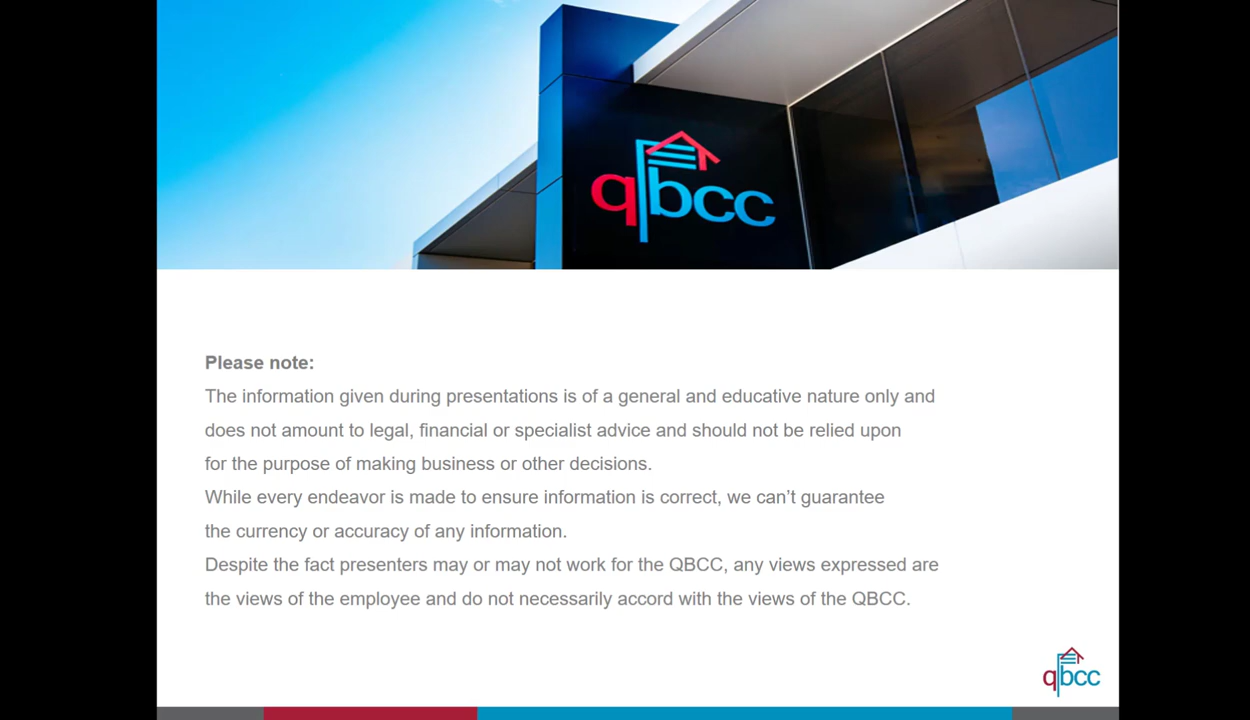 qbcc
Please note:
The information given during presentations is of a general and educative nature only and
does not amount to legal, financial or specialist advice and should not be relied upon
for the purpose of making business or other decisions.
While every endeavor is made to ensure information is correct, we can’t guarantee
the currency or accuracy of any information.
Despite the fact presenters may or may not work for the QBCC, any views expressed are
the views of the employee and do not necessarily accord with the views of the QBCC.
qbcc